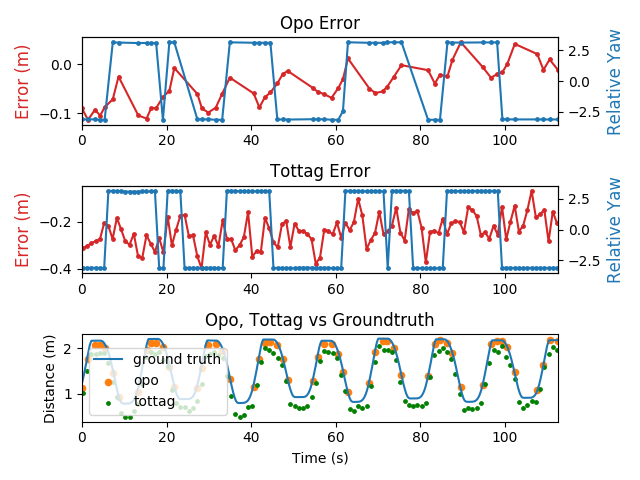 Opo Error
0.0
−0.1
Error (m)
2.5
0.0
−2.5
Relative Yaw
0 20 40 60 80 100
Tottag Error
−0.2
−0.4
Error (m)
2.5
0.0
−2.5
Relative Yaw
0 20 40 60 80 100
Opo, Tottag vs Groundtruth
2
1
Distance (m)
ground truth
opo
tottag
0 20 40 60 80 100
Time (s)